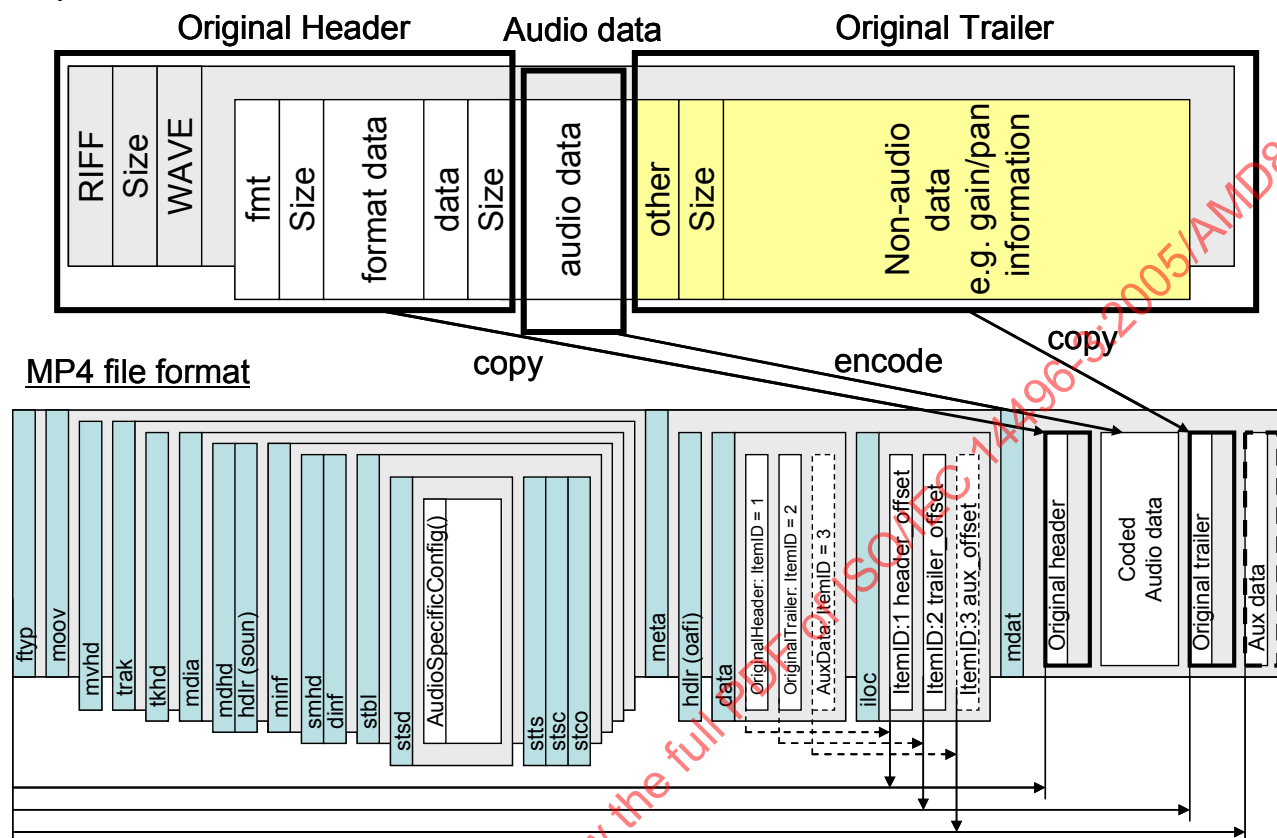 Original Header
Audio data
Original Trailer
RIFF
Size
WAVE
fmt
Size
format data
data
Size
audio data
other
Size
Non-audio
data
e.g. gain/pan
information
copy
encode
copy
MP4 file format
ftyp
moov
mvhd
trak
tkhd
mdia
mdhd
hdlr (soun)
minf
smhd
dinf
stbl
stsd
AudioSpecificConfig()
stts
stsc
stco
meta
hdlr (oafi)
data
OriginalHeader: ItemID = 1
OriginalTrailer: ItemID = 2
AuxData: ItemID = 3
iloc
ItemID:1 header_offset
ItemID:2 trailer_offset
ItemID:3 aux_offset
mdat
Original header
Coded
Audio data
Original trailer
Aux data
the full PDF of ISO/IEC 14496-3:2005/AMD8